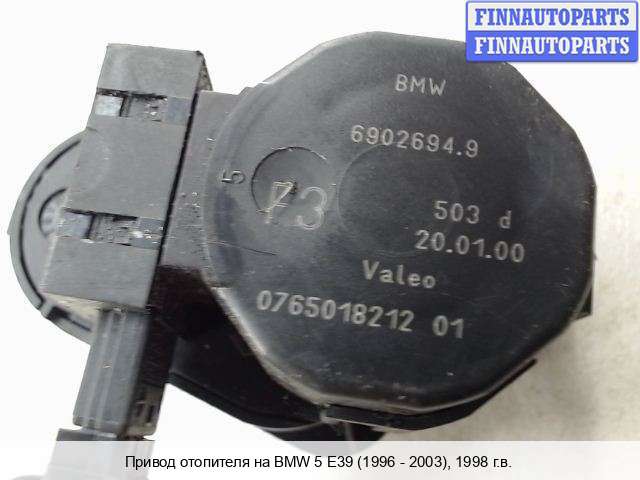 FINNAUTOPARTS
FINNAUTOPARTS
BMW
6902694.9
5
73
503 d
20.01.00
Valeo
0765018212 01
Привод отопителя на BMW 5 E39 (1996 - 2003), 1998 г.в.